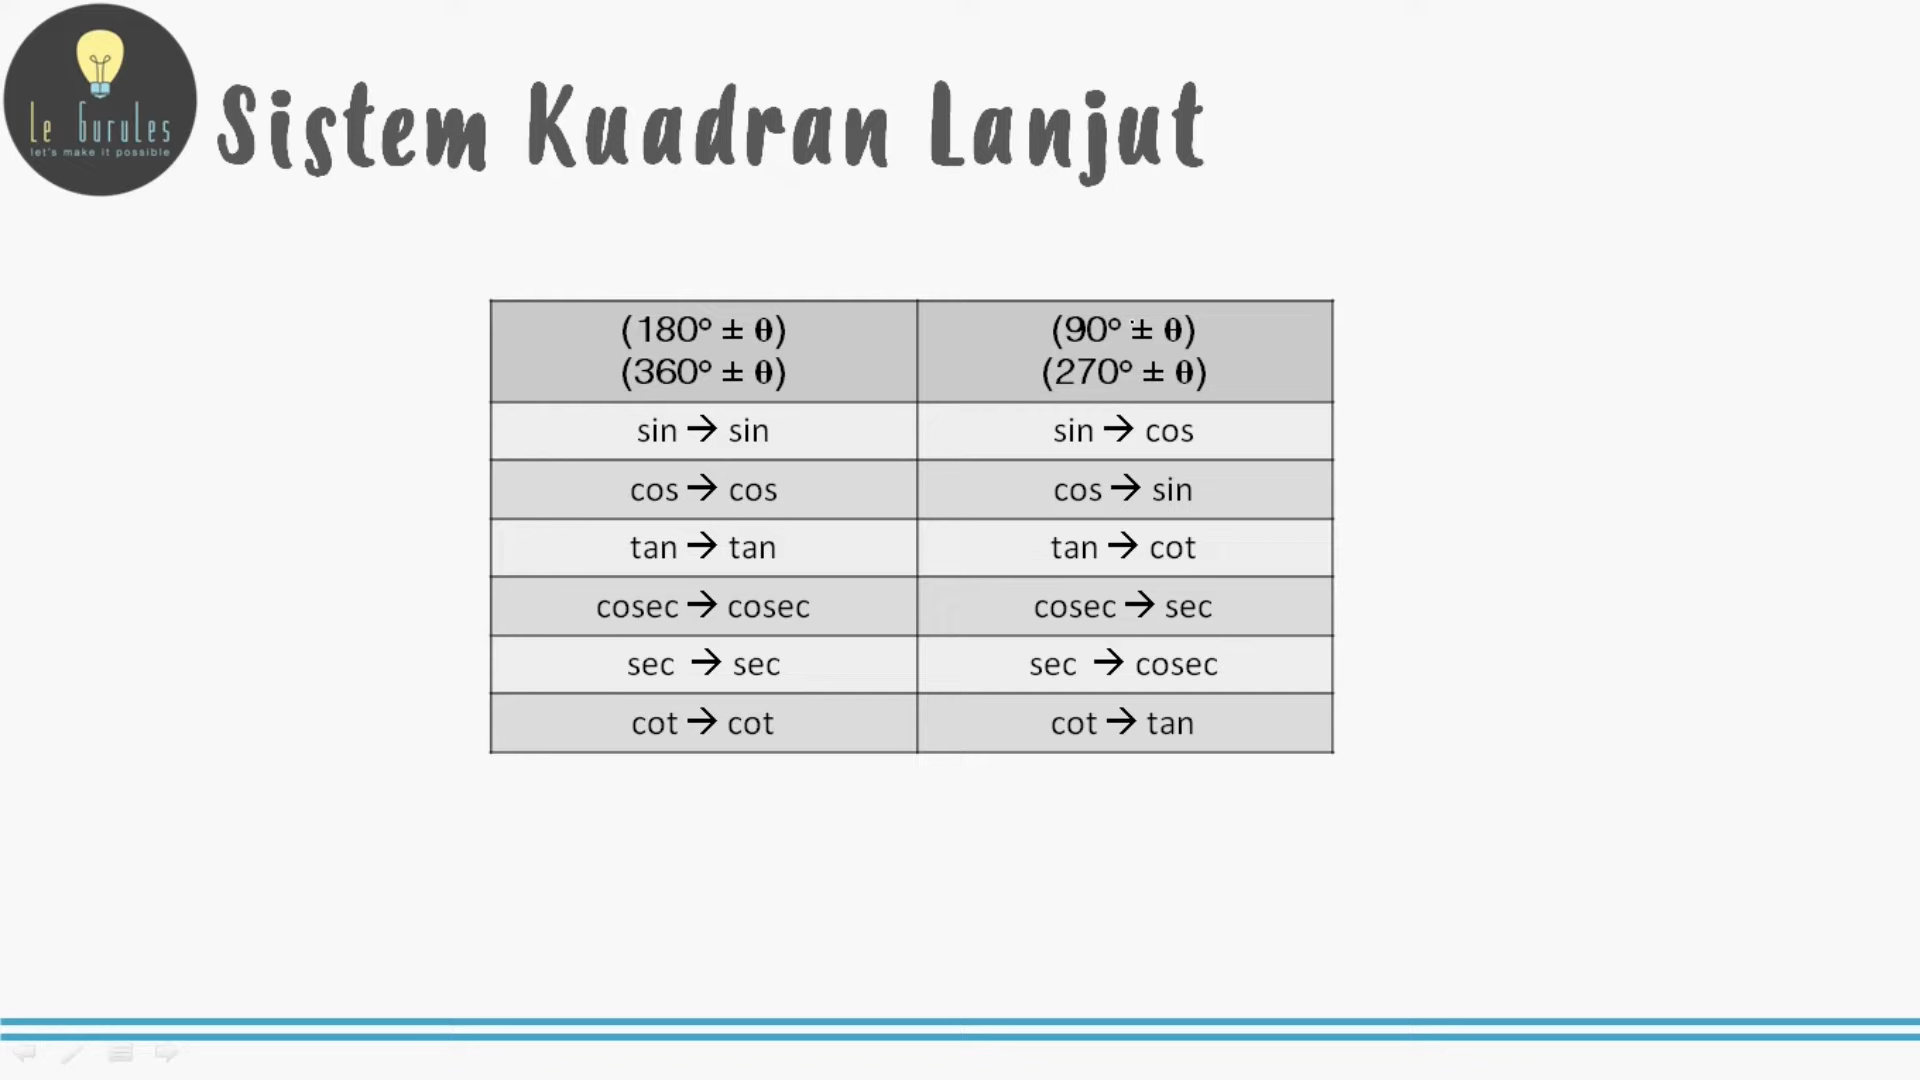 Le Gurules
let's make it possible
Sistem Kuadran Lanjut
(180° ± θ)
(360° ± θ)
(90° ± θ)
(270° ± θ)
sin → sin
sin → cos
cos → cos
cos → sin
tan → tan
tan → cot
cosec → cosec
cosec → sec
sec → sec
sec → cosec
cot → cot
cot → tan